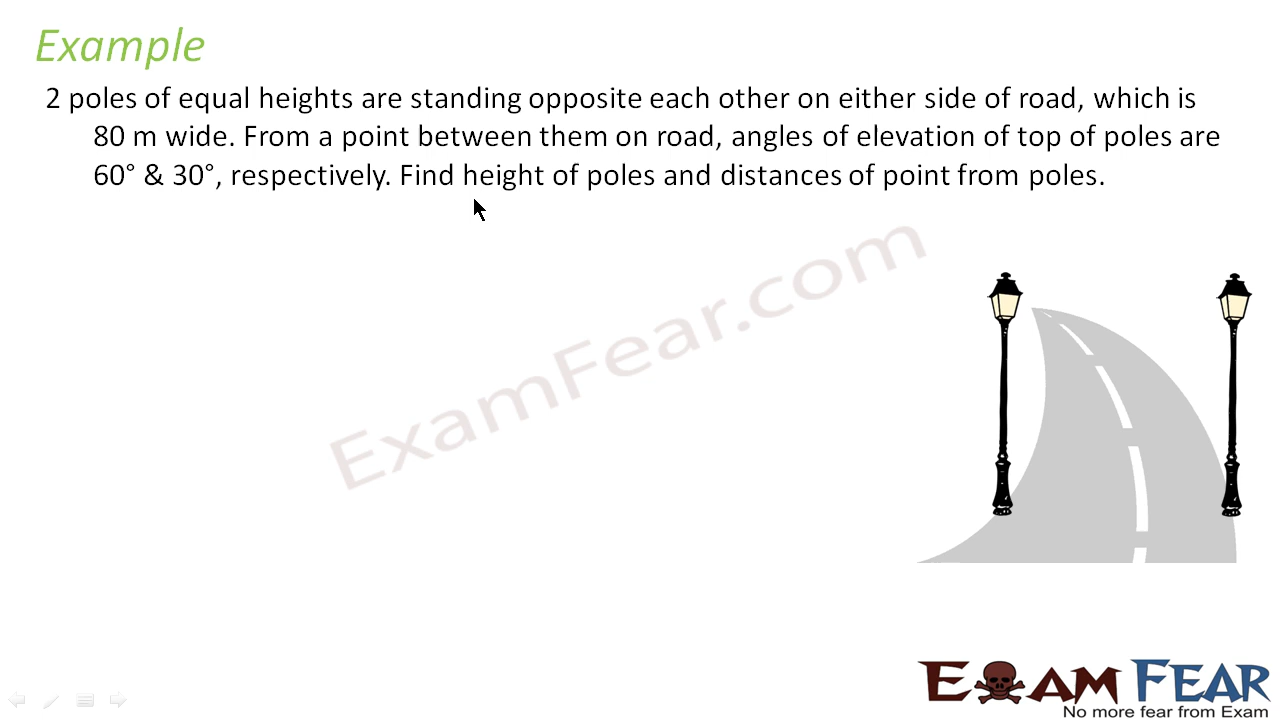 Example
2 poles of equal heights are standing opposite each other on either side of road, which is
80 m wide. From a point between them on road, angles of elevation of top of poles are
60° & 30°, respectively. Find height of poles and distances of point from poles.
ExamFear.com
EXAM FEAR
No more fear from Exam